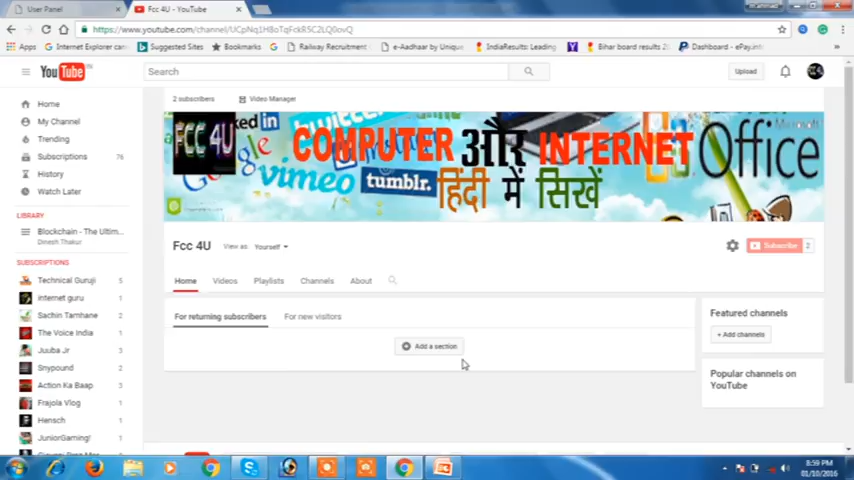 User Panel
Fcc 4U - YouTube
https://www.youtube.com/channel/UCpNq1H8oTqFckR5C2LQ0ovQ
Apps
Internet Explorer can
Suggested Sites
Bookmarks
Railway Recruitment
e-Aadhaar by Unique
IndiaResults: Leading
Bihar board results 2
Dashboard - ePay.inf
YouTube IN
Search
Upload
Home
My Channel
Trending
Subscriptions 76
History
Watch Later
LIBRARY
Blockchain - The Ultim...
Dinesh Thakur
SUBSCRIPTIONS
Technical Guruji 5
internet guru 1
Sachin Tamhane 2
The Voice India 1
Juuba Jr 3
Snypound 2
Action Ka Baap 3
Frajola Vlog 2
Hensch 1
JuniorGaming! 1
2 subscribers
Video Manager
FCC 4U
COMPUTER और INTERNET
हिंदी में सिखें
Google
vimeo
tumblr.
Microsoft
Office
Fcc 4U
View as: Yourself
Subscribe 2
Home
Videos
Playlists
Channels
About
For returning subscribers
For new visitors
Add a section
Featured channels
+ Add channels
Popular channels on
YouTube
8:59 PM
01/10/2016